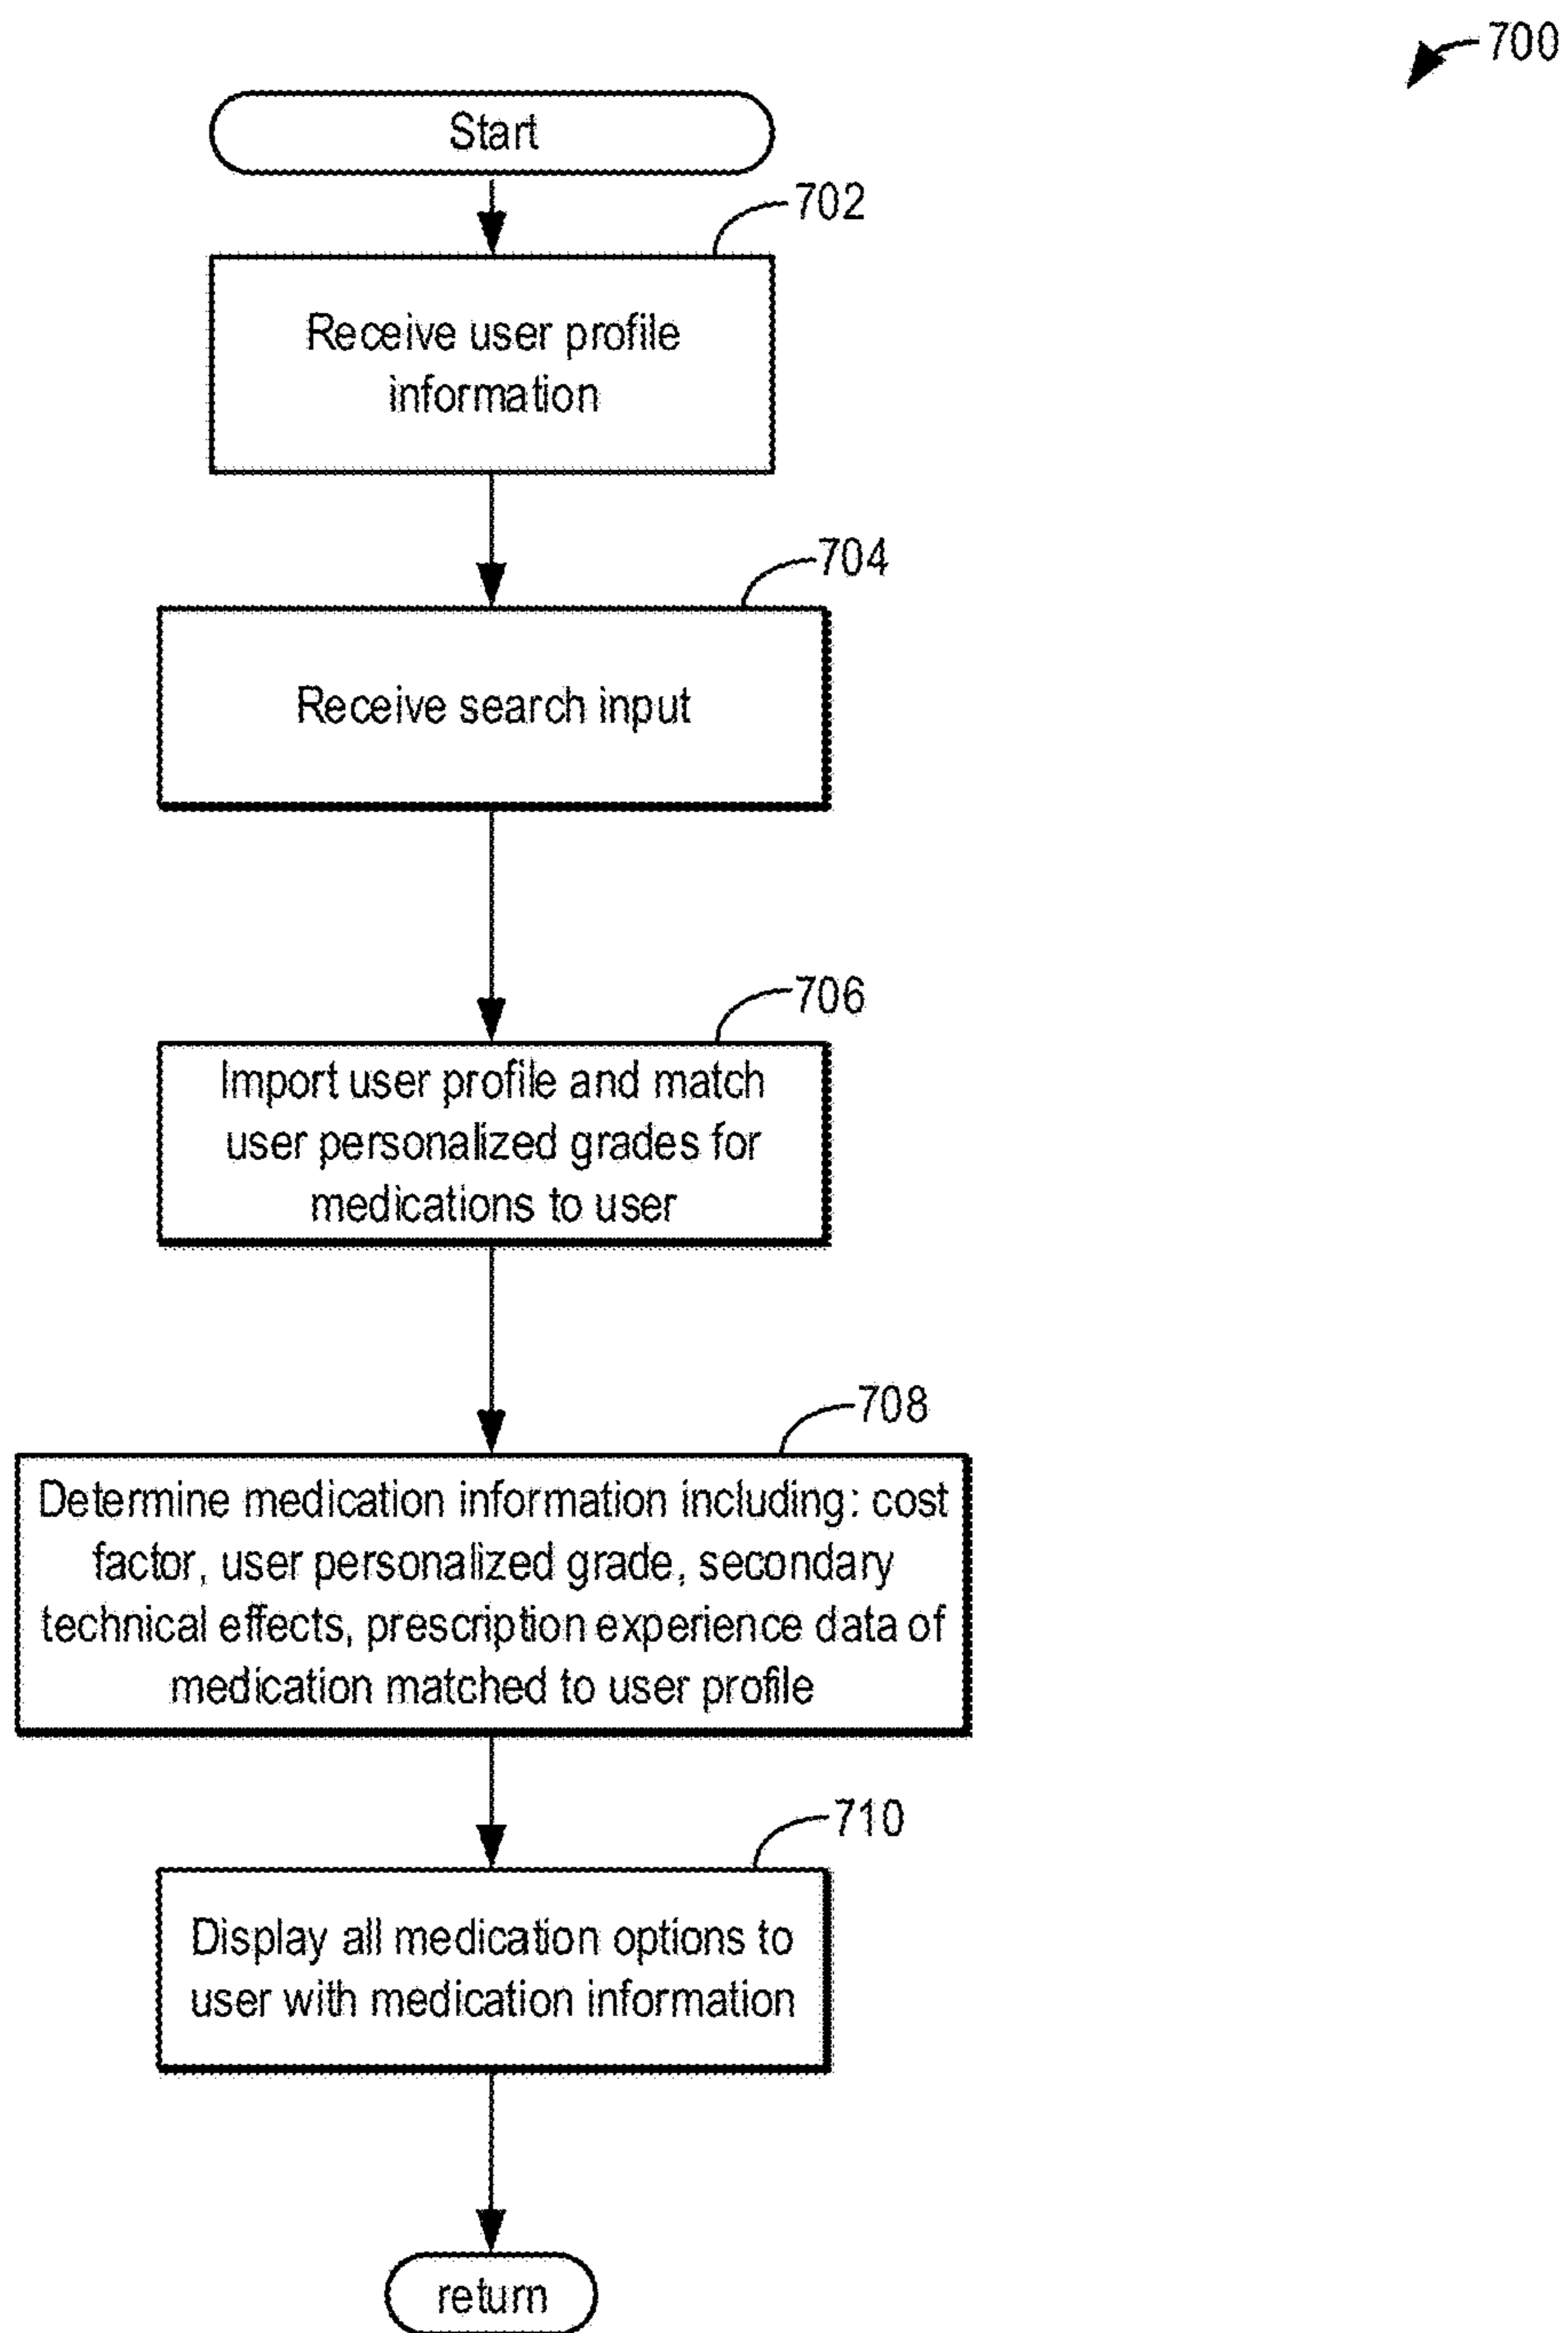 700
Start
702
Receive user profile
information
704
Receive search input
706
Import user profile and match
user personalized grades for
medications to user
708
Determine medication information including: cost
factor, user personalized grade, secondary
technical effects, prescription experience data of
medication matched to user profile
710
Display all medication options to
user with medication information
return